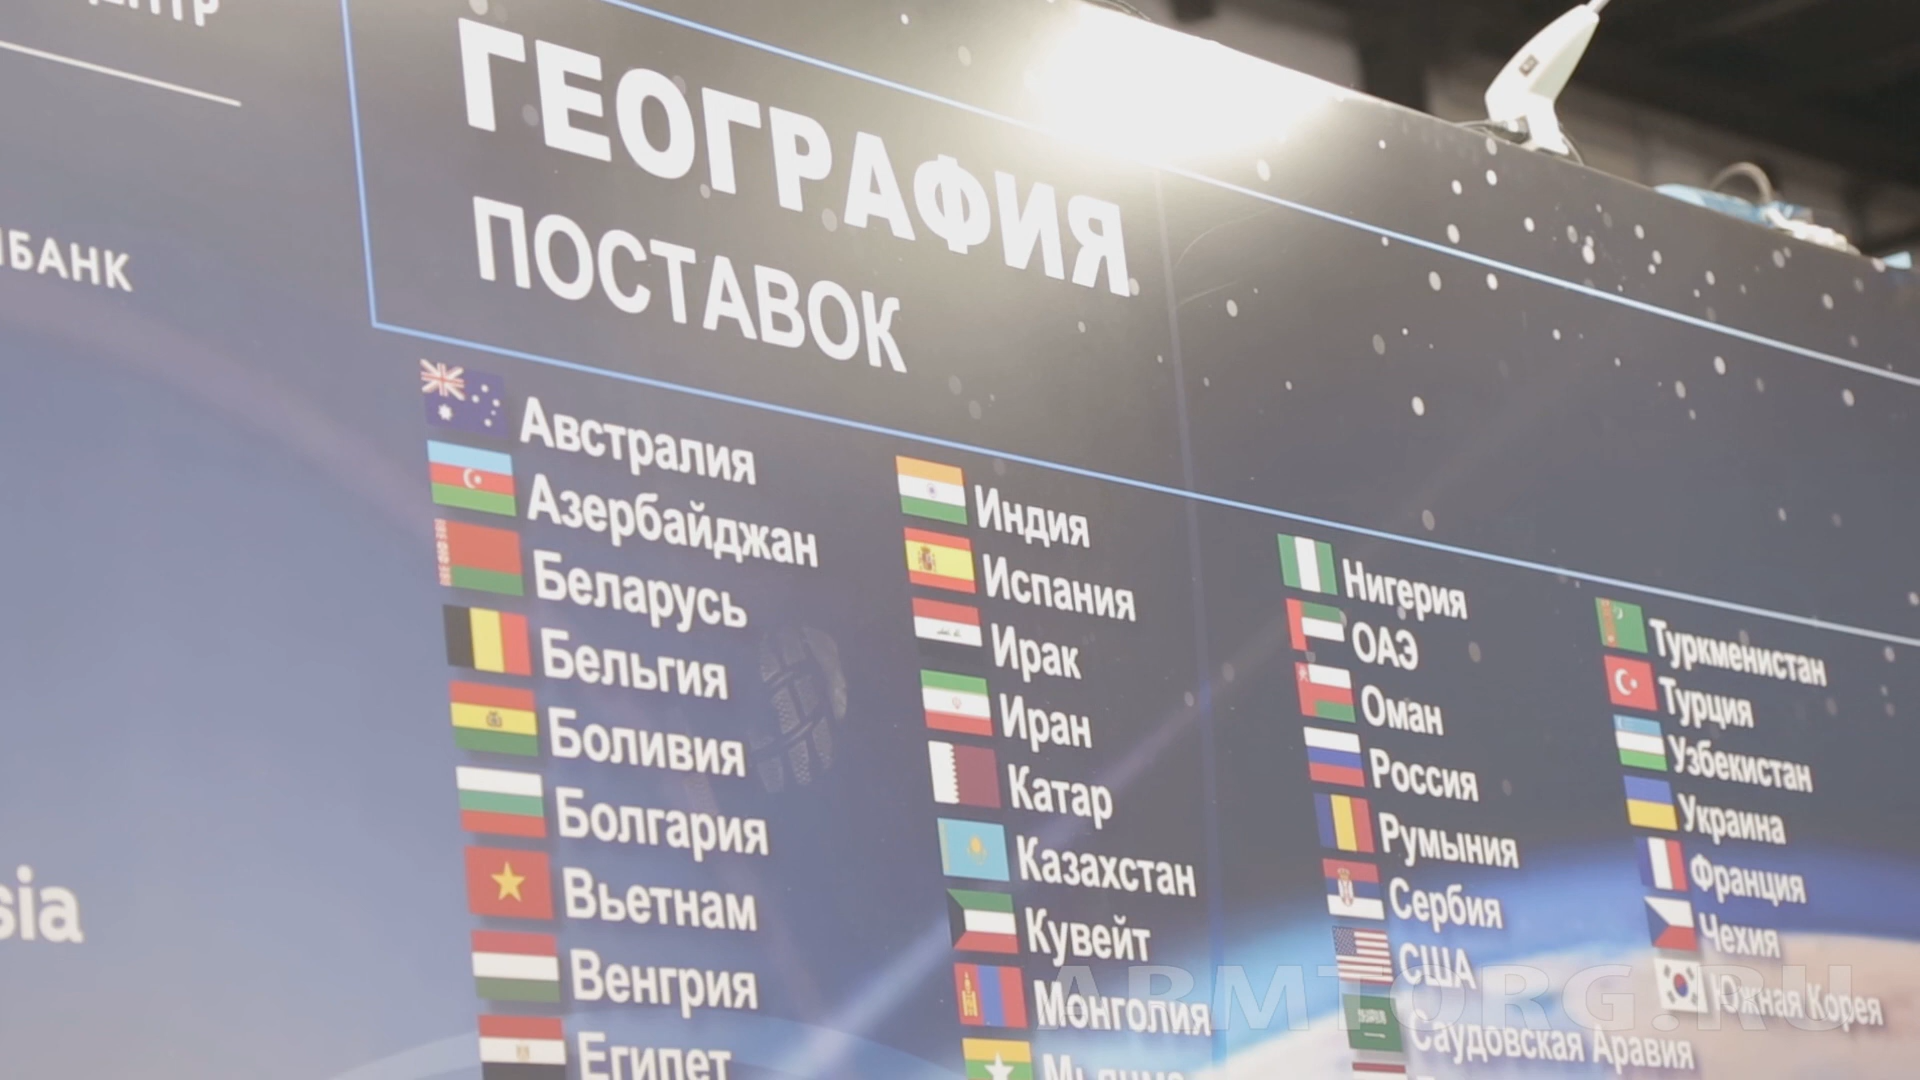 ГЕОГРАФИЯ
ПОСТАВОК
БАНК
sia
Австралия
Азербайджан
Беларусь
Бельгия
Боливия
Болгария
Вьетнам
Венгрия
Египет
Индия
Испания
Ирак
Иран
Катар
Казахстан
Кувейт
Монголия
Нигерия
ОАЭ
Оман
Россия
Румыния
Сербия
США
Саудовская Аравия
Туркменистан
Турция
Узбекистан
Украина
Франция
Чехия
Южная Корея
ARMTORG.RU